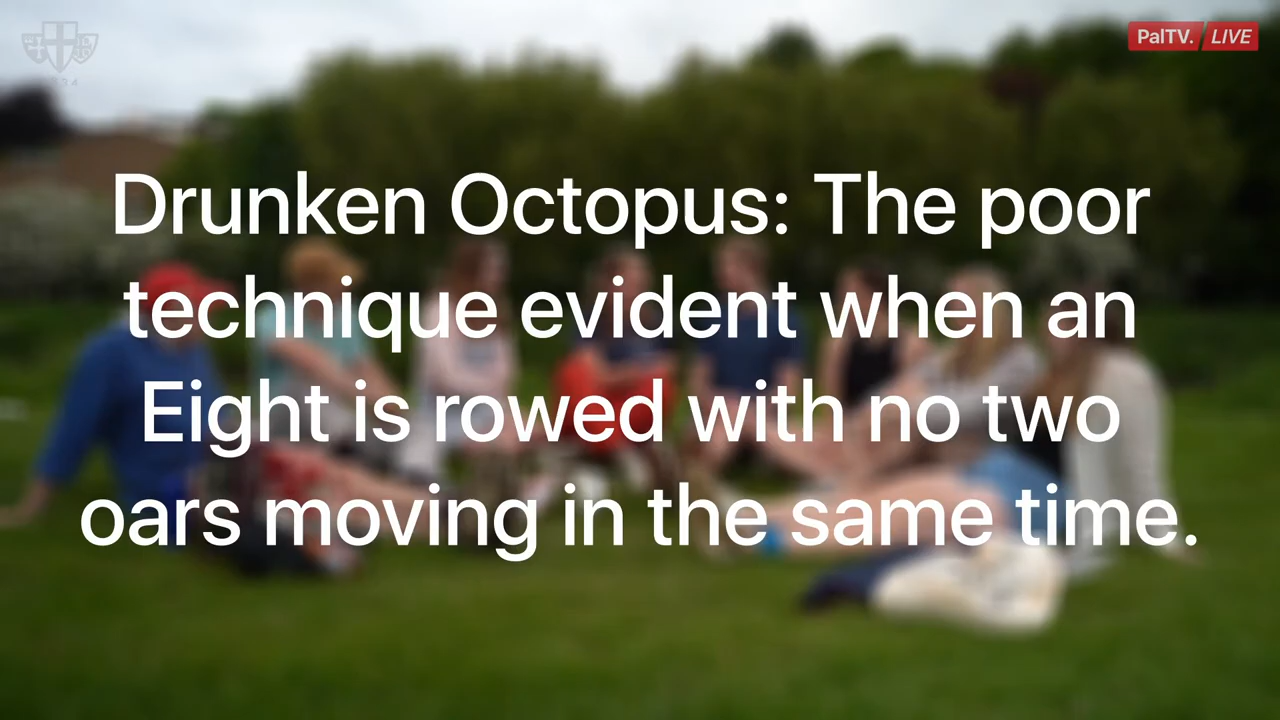 PalTV. LIVE
Drunken Octopus: The poor
technique evident when an
Eight is rowed with no two
oars moving in the same time.